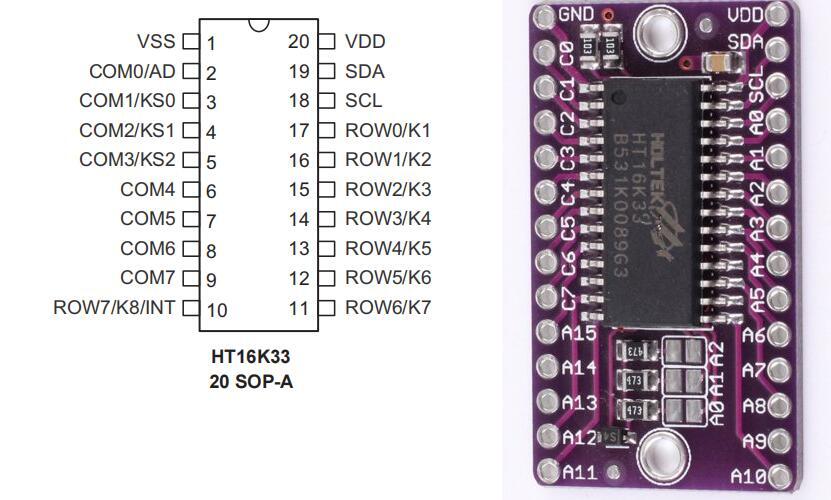 VSS 1 20 VDD
COM0/AD 2 19 SDA
COM1/KS0 3 18 SCL
COM2/KS1 4 17 ROW0/K1
COM3/KS2 5 16 ROW1/K2
COM4 6 15 ROW2/K3
COM5 7 14 ROW3/K4
COM6 8 13 ROW4/K5
COM7 9 12 ROW5/K6
ROW7/K8/INT 10 11 ROW6/K7
HT16K33
20 SOP-A
GND
C0
C1
C2
C3
C4
C5
C6
C7
A15
A14
A13
A12
A11
103
103
HOLTEK
HT16K33
B531K0089G3
473
473
473
A2
A1
A0
VDD
SDA
SCL
A0
A1
A2
A3
A4
A5
A6
A7
A8
A9
A10